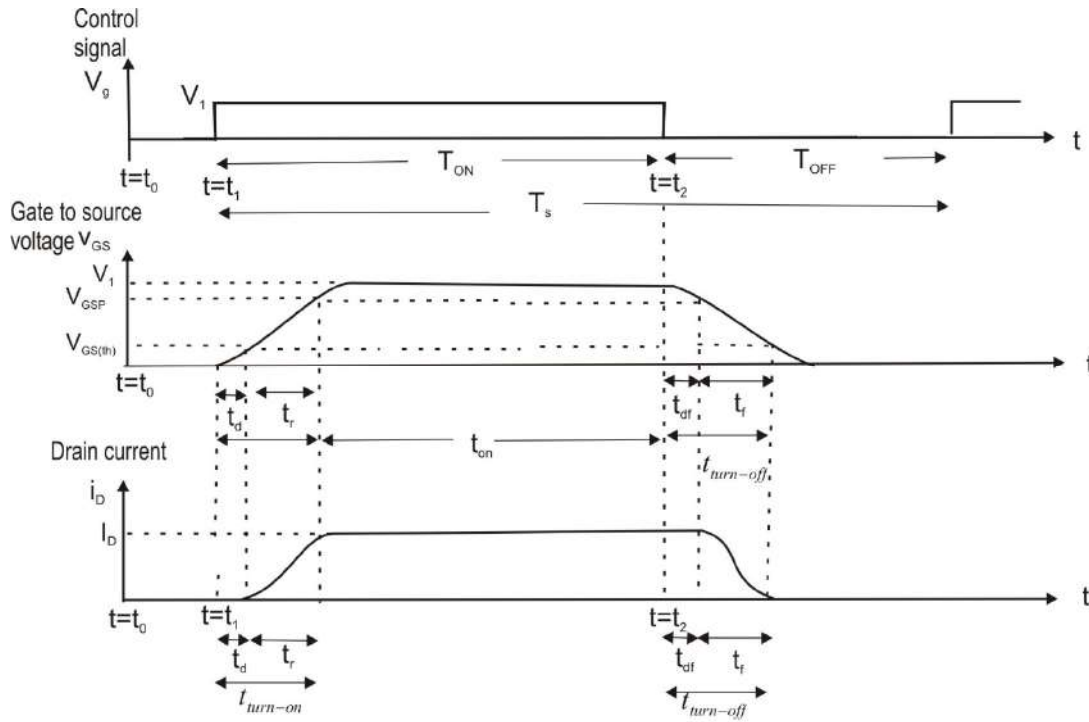 Control
signal
V_g
V_1
t
T_ON
T_OFF
t=t_0
t=t_1
t=t_2
T_s
Gate to source
voltage v_GS
V_1
V_GSP
V_GS(th)
t
t=t_0
t_d
t_r
t_df
t_f
t_on
t_turn-off
Drain current
i_D
I_D
t
t=t_0
t=t_1
t=t_2
t_d
t_r
t_df
t_f
t_turn-on
t_turn-off